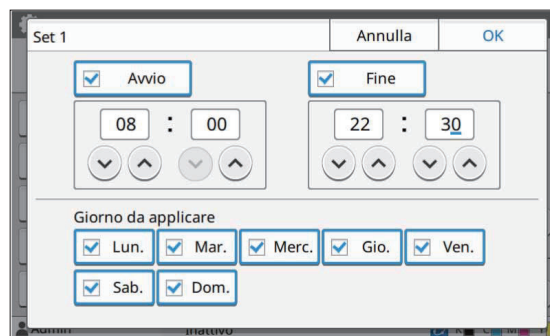 Set 1 Annulla OK
Avvio Fine
08 : 00 22 : 30
Giorno da applicare
Lun. Mar. Merc. Gio. Ven.
Sab. Dom.
Admin Inattivo